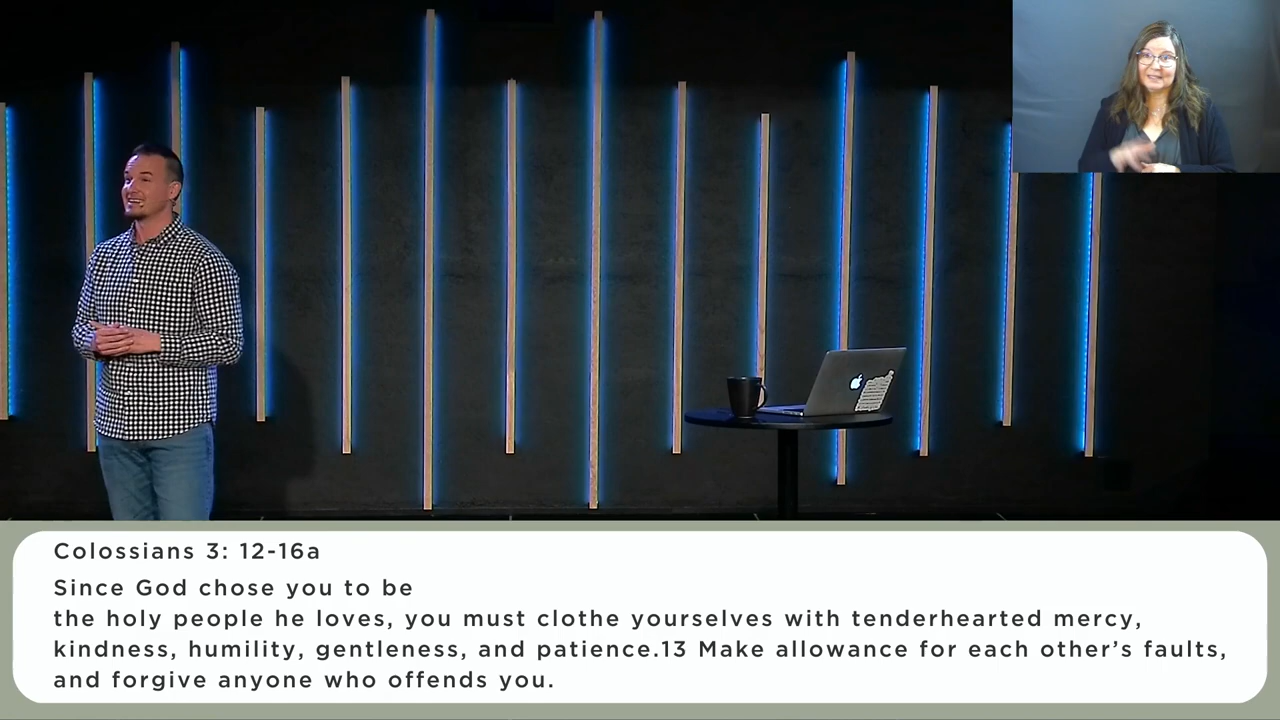 Colossians 3: 12-16a
Since God chose you to be
the holy people he loves, you must clothe yourselves with tenderhearted mercy,
kindness, humility, gentleness, and patience.13 Make allowance for each other’s faults,
and forgive anyone who offends you.